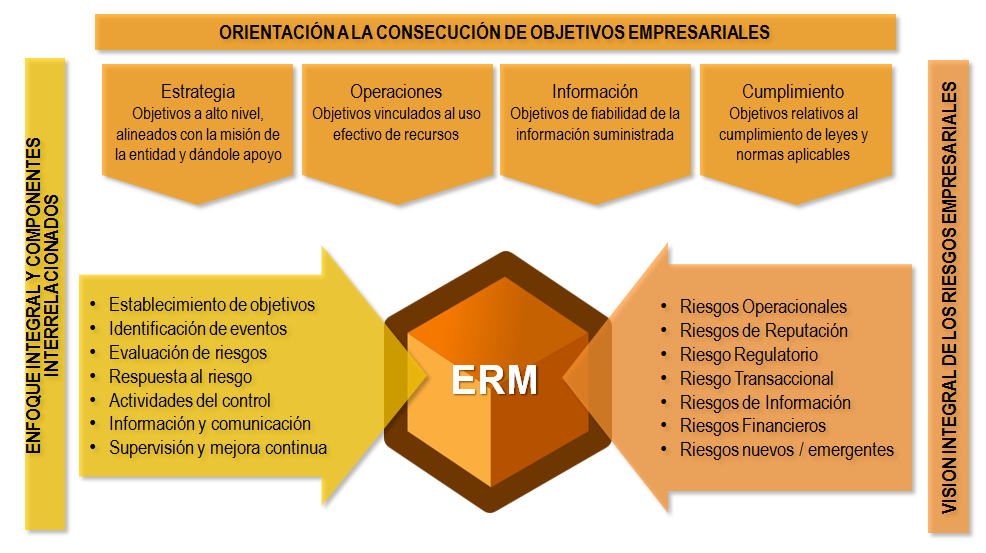 ORIENTACIÓN A LA CONSECUCIÓN DE OBJETIVOS EMPRESARIALES
ENFOQUE INTEGRAL Y COMPONENTES
INTERRELACIONADOS
Estrategia
Objetivos a alto nivel,
alineados con la misión de
la entidad y dándole apoyo
Operaciones
Objetivos vinculados al uso
efectivo de recursos
Información
Objetivos de fiabilidad de la
información suministrada
Cumplimiento
Objetivos relativos al
cumplimiento de leyes y
normas aplicables
VISION INTEGRAL DE LOS RIESGOS EMPRESARIALES
• Establecimiento de objetivos
• Identificación de eventos
• Evaluación de riesgos
• Respuesta al riesgo
• Actividades del control
• Información y comunicación
• Supervisión y mejora continua
ERM
• Riesgos Operacionales
• Riesgos de Reputación
• Riesgo Regulatorio
• Riesgo Transaccional
• Riesgos de Información
• Riesgos Financieros
• Riesgos nuevos / emergentes